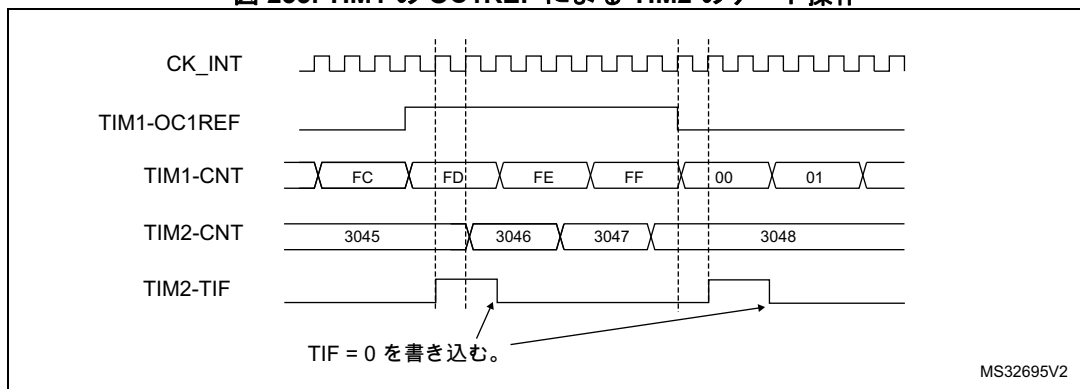 CK_INT
TIM1-OC1REF
TIM1-CNT FC FD FE FF 00 01
TIM2-CNT 3045 3046 3047 3048
TIM2-TIF
TIF = 0 を書き込む。
MS32695V2